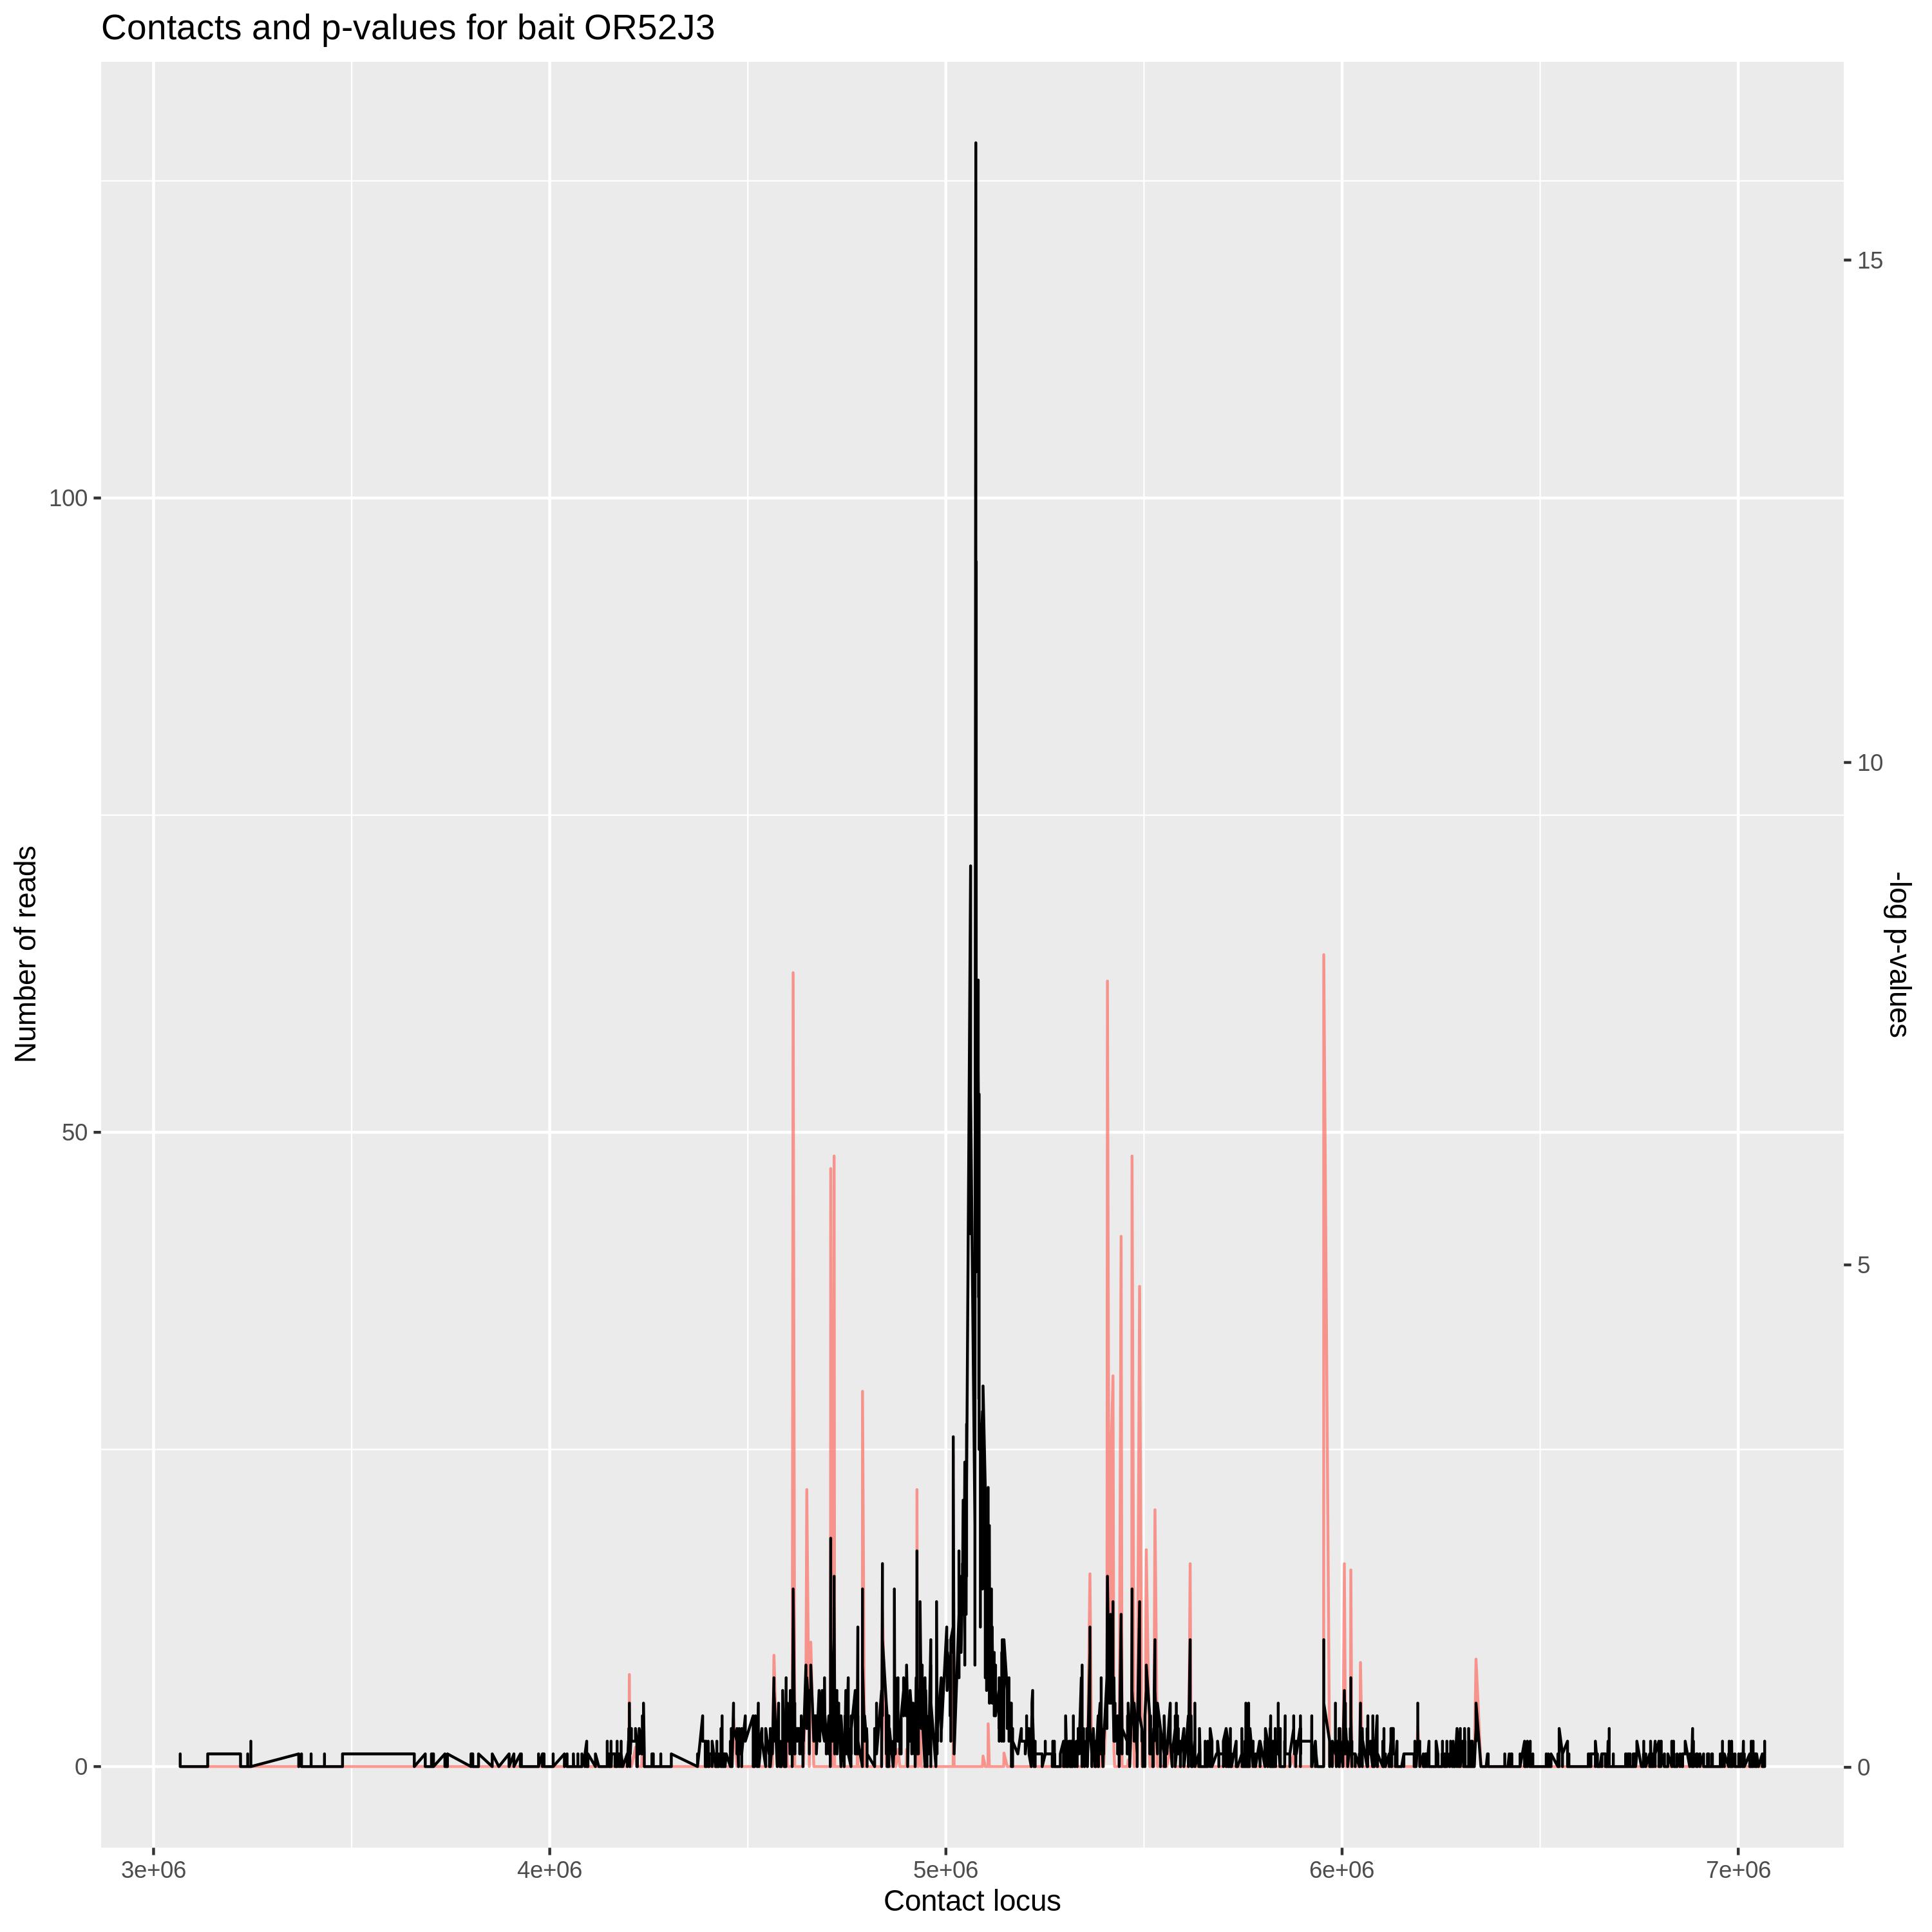 Contacts and p-values for bait OR52J3
Number of reads
100
50
0
15
10
5
0
-log p-values
3e+06
4e+06
5e+06
6e+06
7e+06
Contact locus